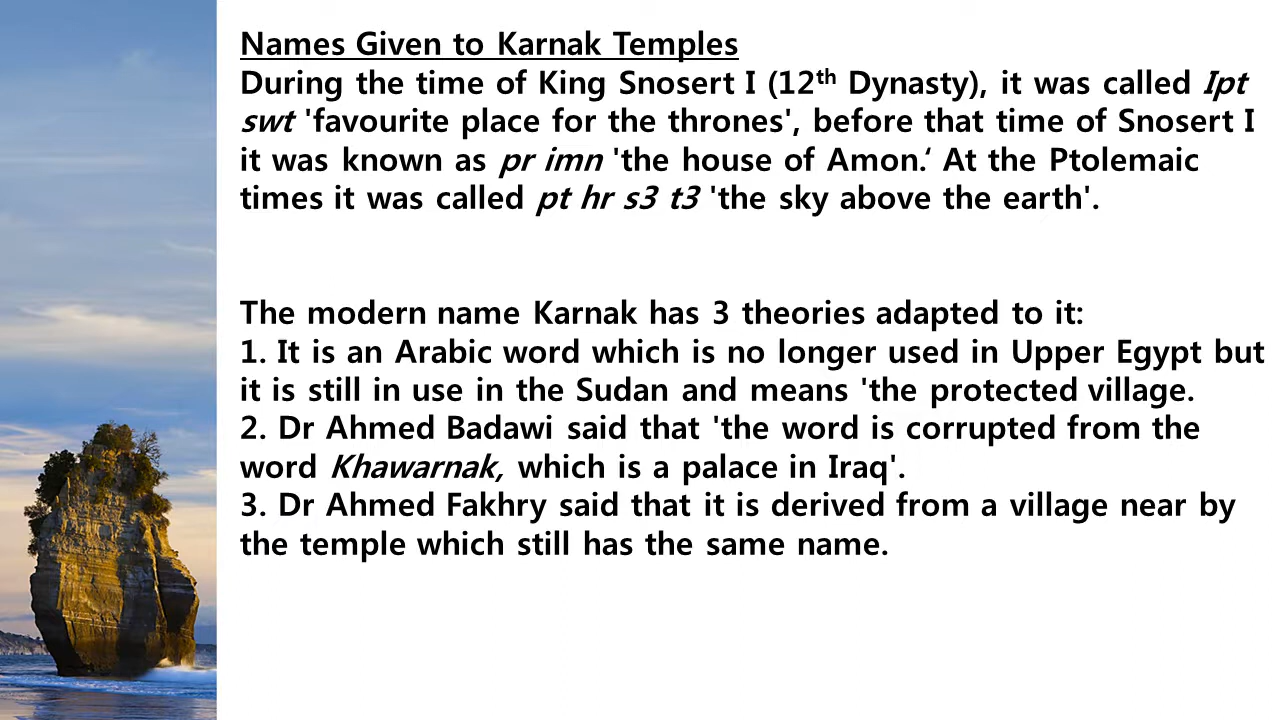 Names Given to Karnak Temples
During the time of King Snosert I (12th Dynasty), it was called Ipt
swt 'favourite place for the thrones', before that time of Snosert I
it was known as pr imn 'the house of Amon.‘ At the Ptolemaic
times it was called pt hr s3 t3 'the sky above the earth'.
The modern name Karnak has 3 theories adapted to it:
1. It is an Arabic word which is no longer used in Upper Egypt but
it is still in use in the Sudan and means 'the protected village.
2. Dr Ahmed Badawi said that 'the word is corrupted from the
word Khawarnak, which is a palace in Iraq'.
3. Dr Ahmed Fakhry said that it is derived from a village near by
the temple which still has the same name.